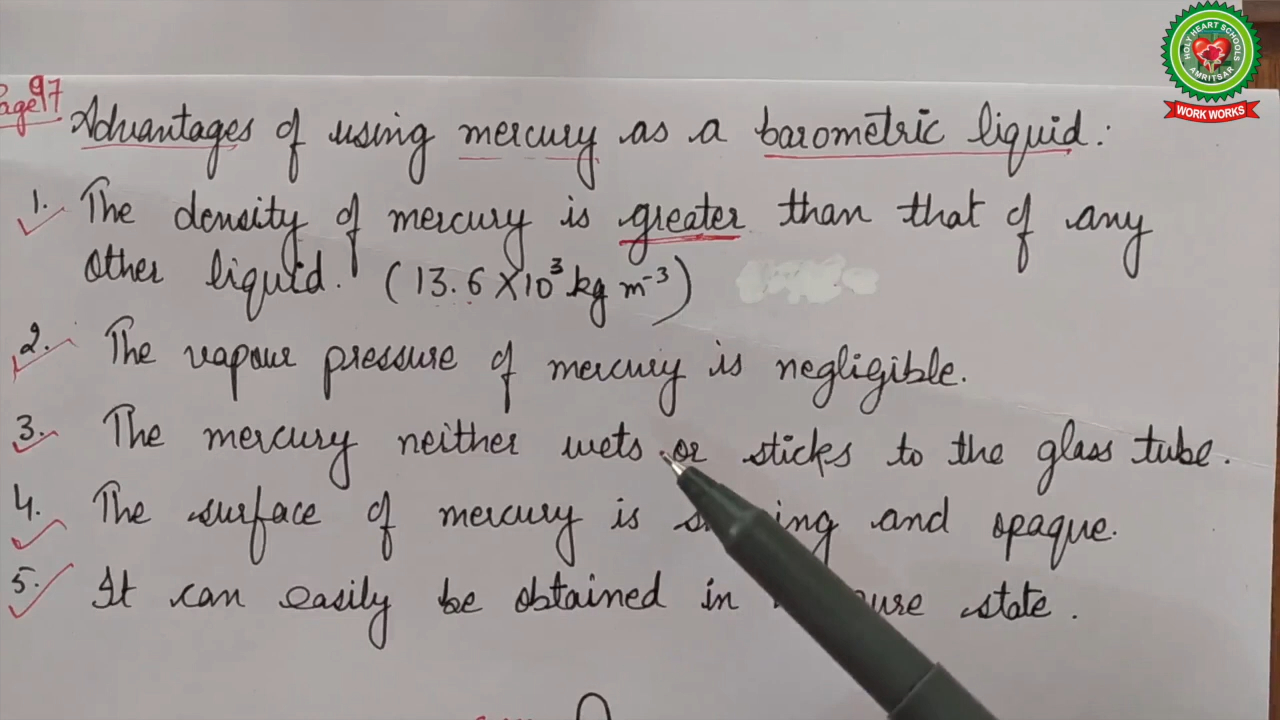 HOLY HEART SCHOOLS
AMRITSAR
WORK WORKS
Page 97
Advantages of using mercury as a barometric liquid:
1. The density of mercury is greater than that of any
other liquid. (13.6 X10³ kg m⁻³)
2. The vapour pressure of mercury is negligible.
3. The mercury neither wets or sticks to the glass tube.
4. The surface of mercury is and opaque.
5. It can easily be obtained in state.